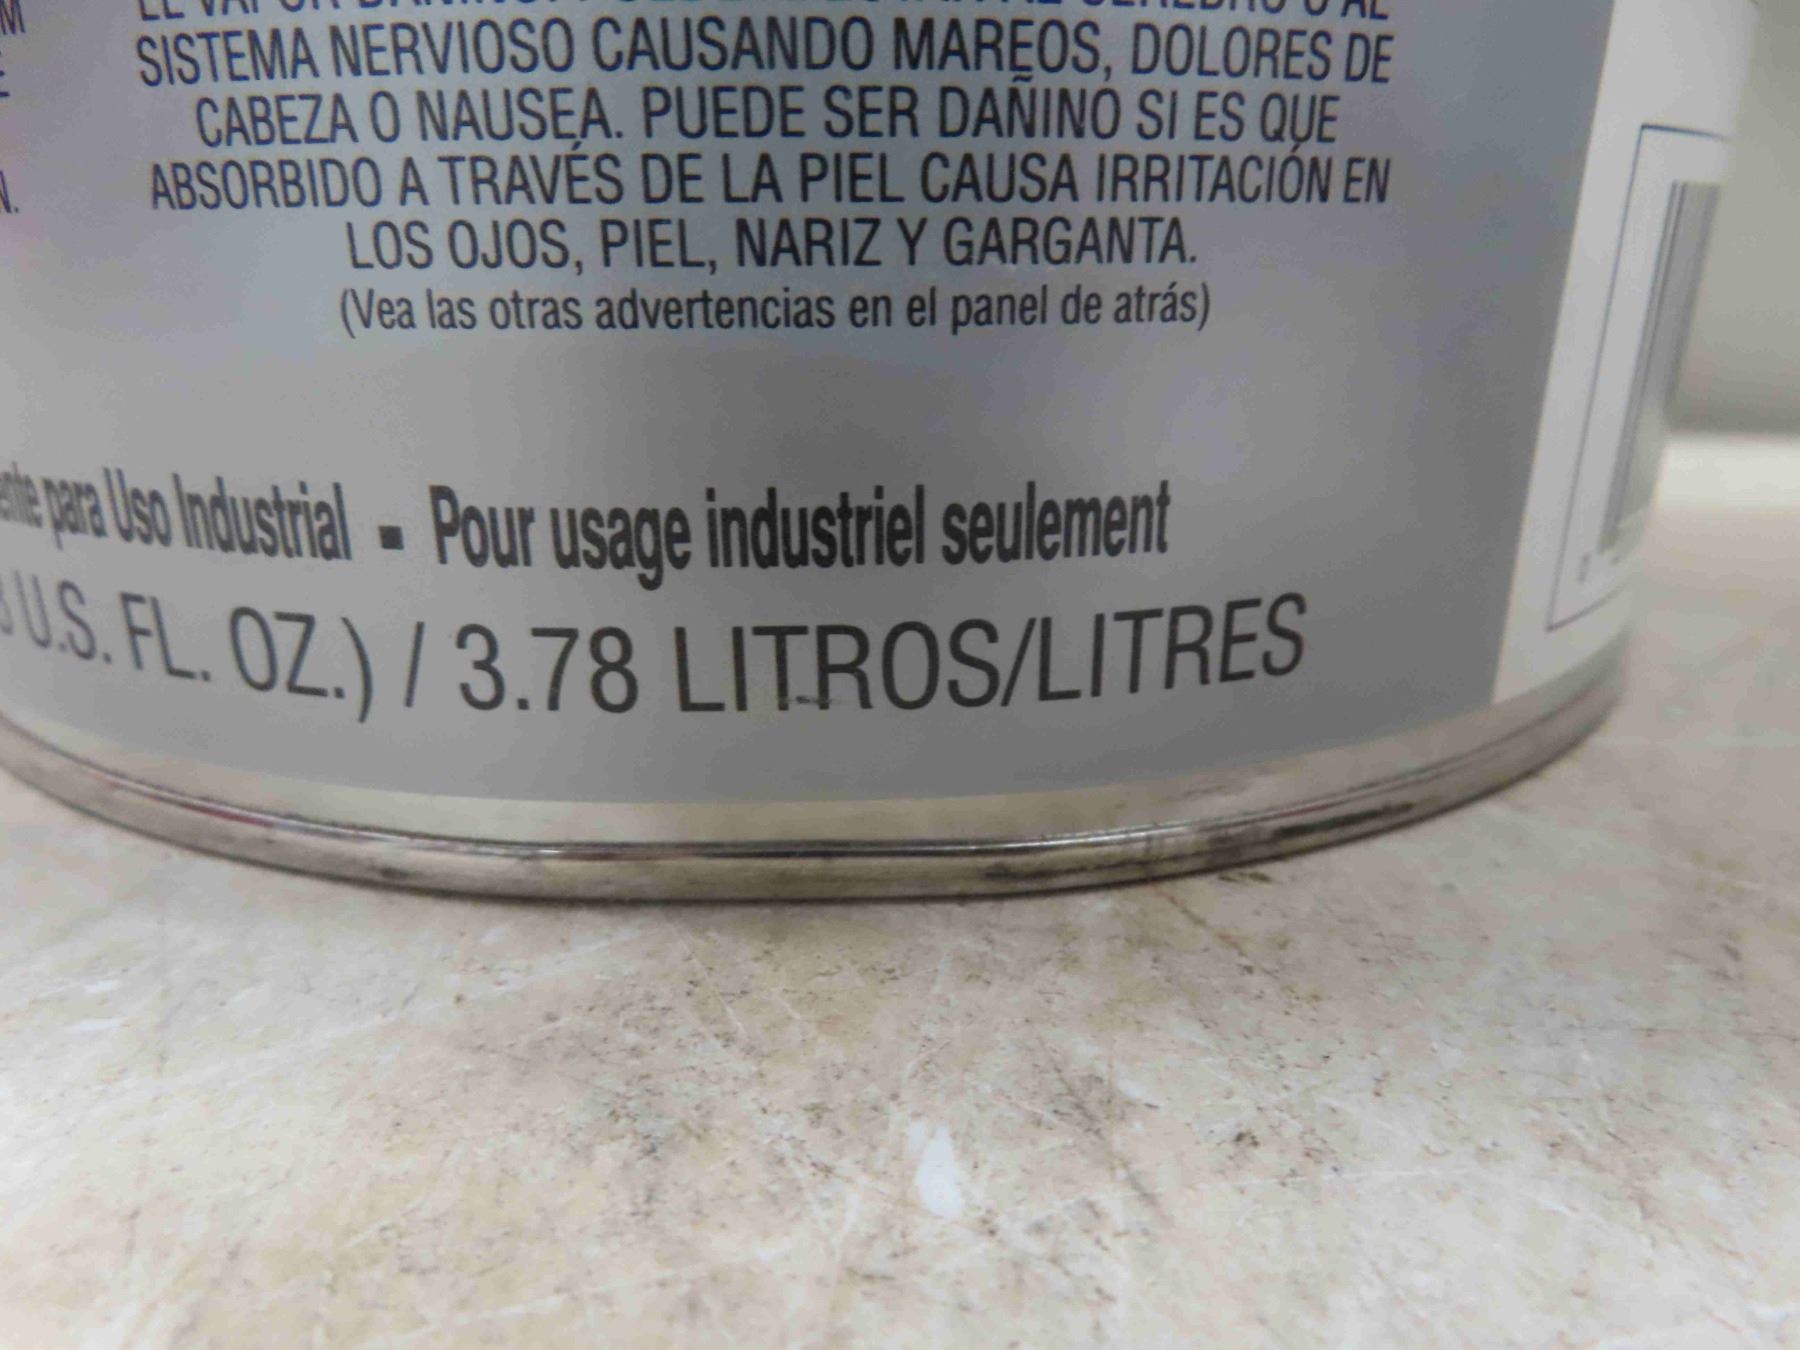 SISTEMA NERVIOSO CAUSANDO MAREOS, DOLORES DE
CABEZA O NAUSEA. PUEDE SER DAÑINO SI ES QUE
ABSORBIDO A TRAVÉS DE LA PIEL CAUSA IRRITACIÓN EN
LOS OJOS, PIEL, NARIZ Y GARGANTA.
(Vea las otras advertencias en el panel de atrás)
para Uso Industrial ▪ Pour usage industriel seulement
U.S. FL. OZ.) / 3.78 LITROS/LITRES